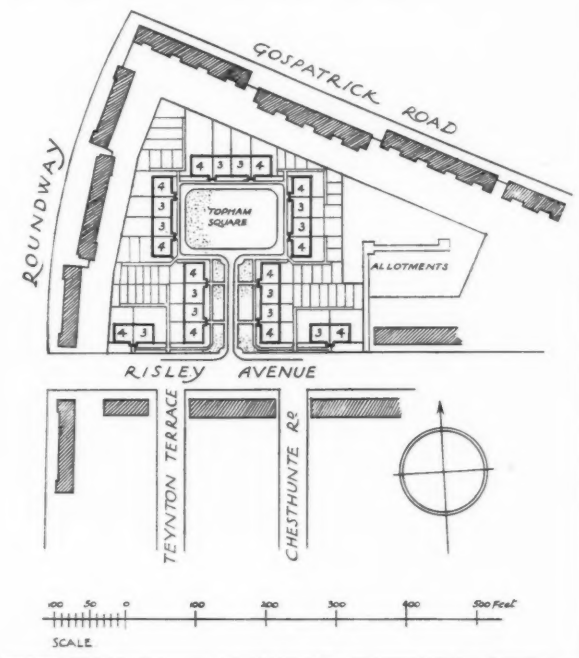 GOSPATRICK ROAD
ROUNDWAY
4 3 3 4
4
3
3
4
TOPHAM
SQUARE
4
3
3
4
ALLOTMENTS
4
3
3
4
4
3
3
4
4 3
3 4
RISLEY AVENUE
TEYNTON TERRACE
CHESTHUNTE RD
100 50 0 100 200 300 400 500 Feet
SCALE